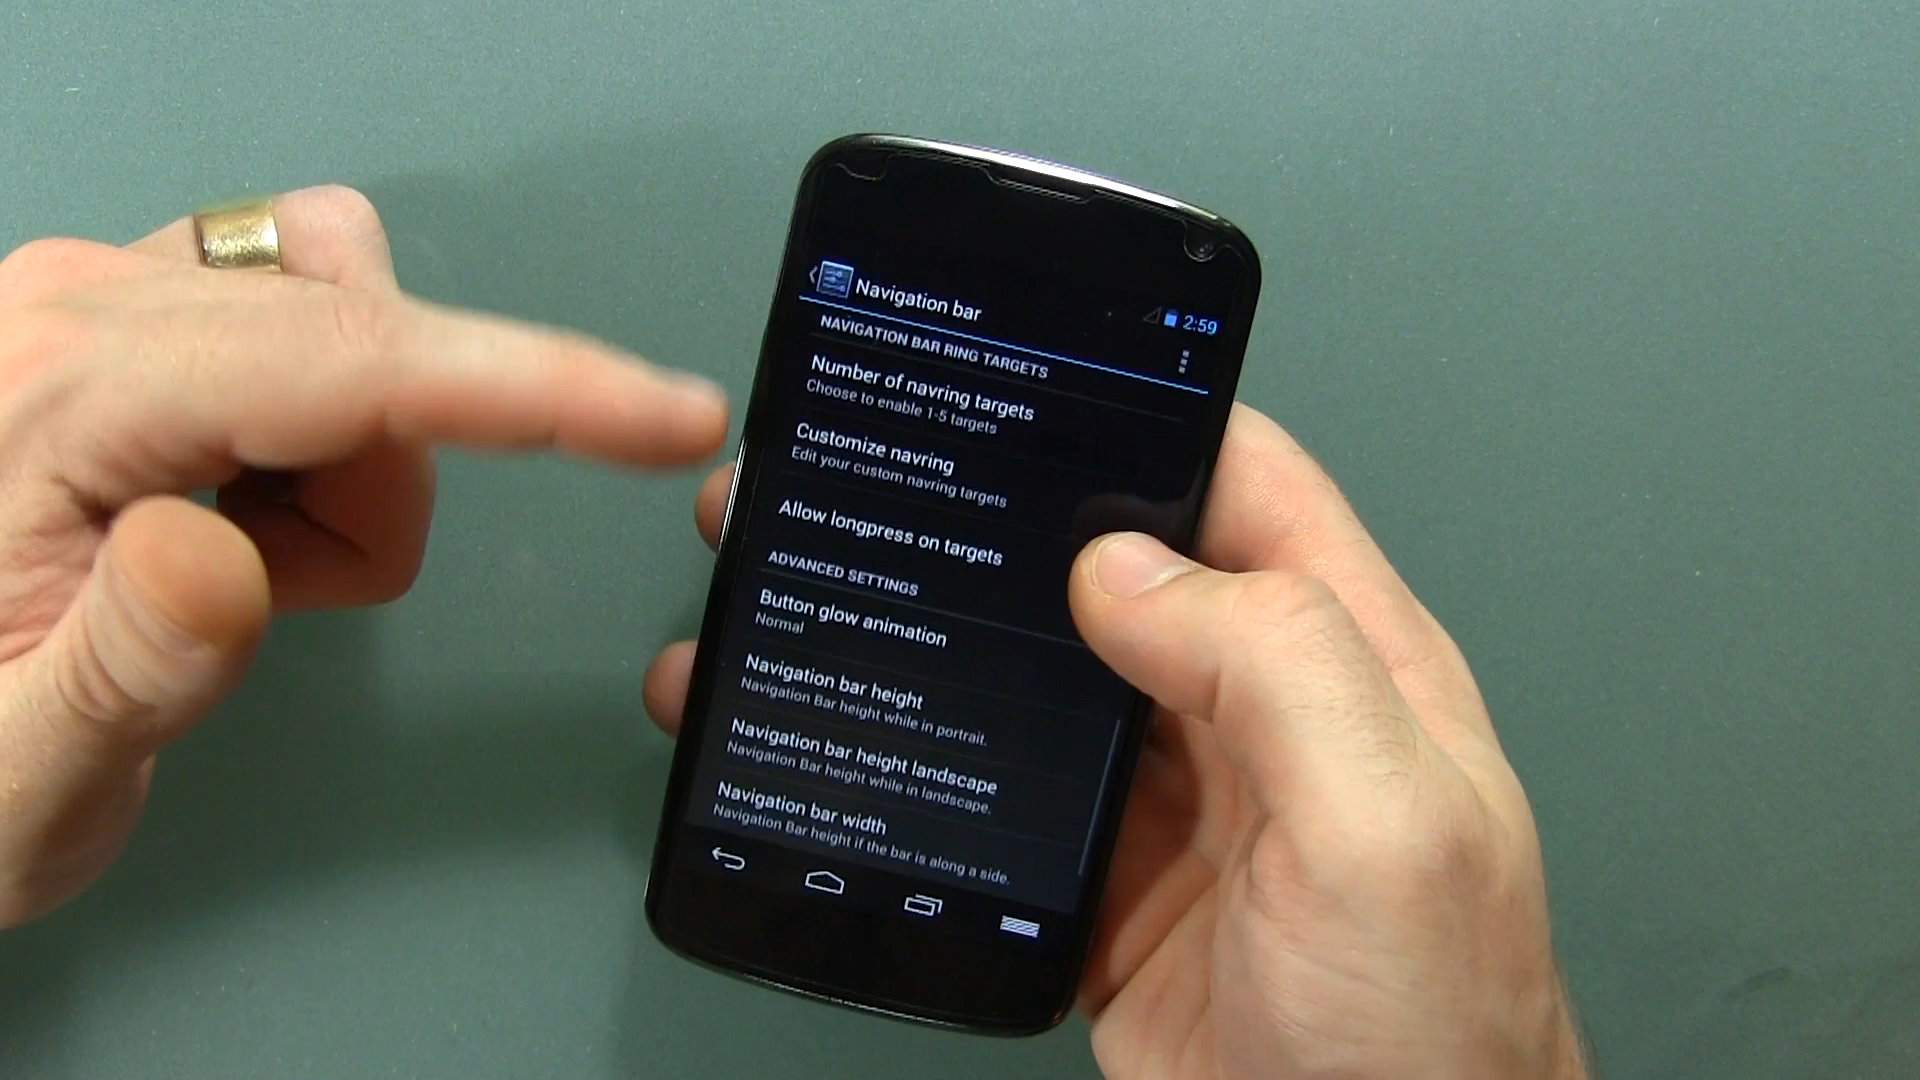 Navigation bar
2:59
NAVIGATION BAR RING TARGETS
Number of navring targets
Choose to enable 1-5 targets
Customize navring
Edit your custom navring targets
Allow longpress on targets
ADVANCED SETTINGS
Button glow animation
Normal
Navigation bar height
Navigation Bar height while in portrait.
Navigation bar height landscape
Navigation Bar height while in landscape.
Navigation bar width
Navigation Bar height if the bar is along a side.